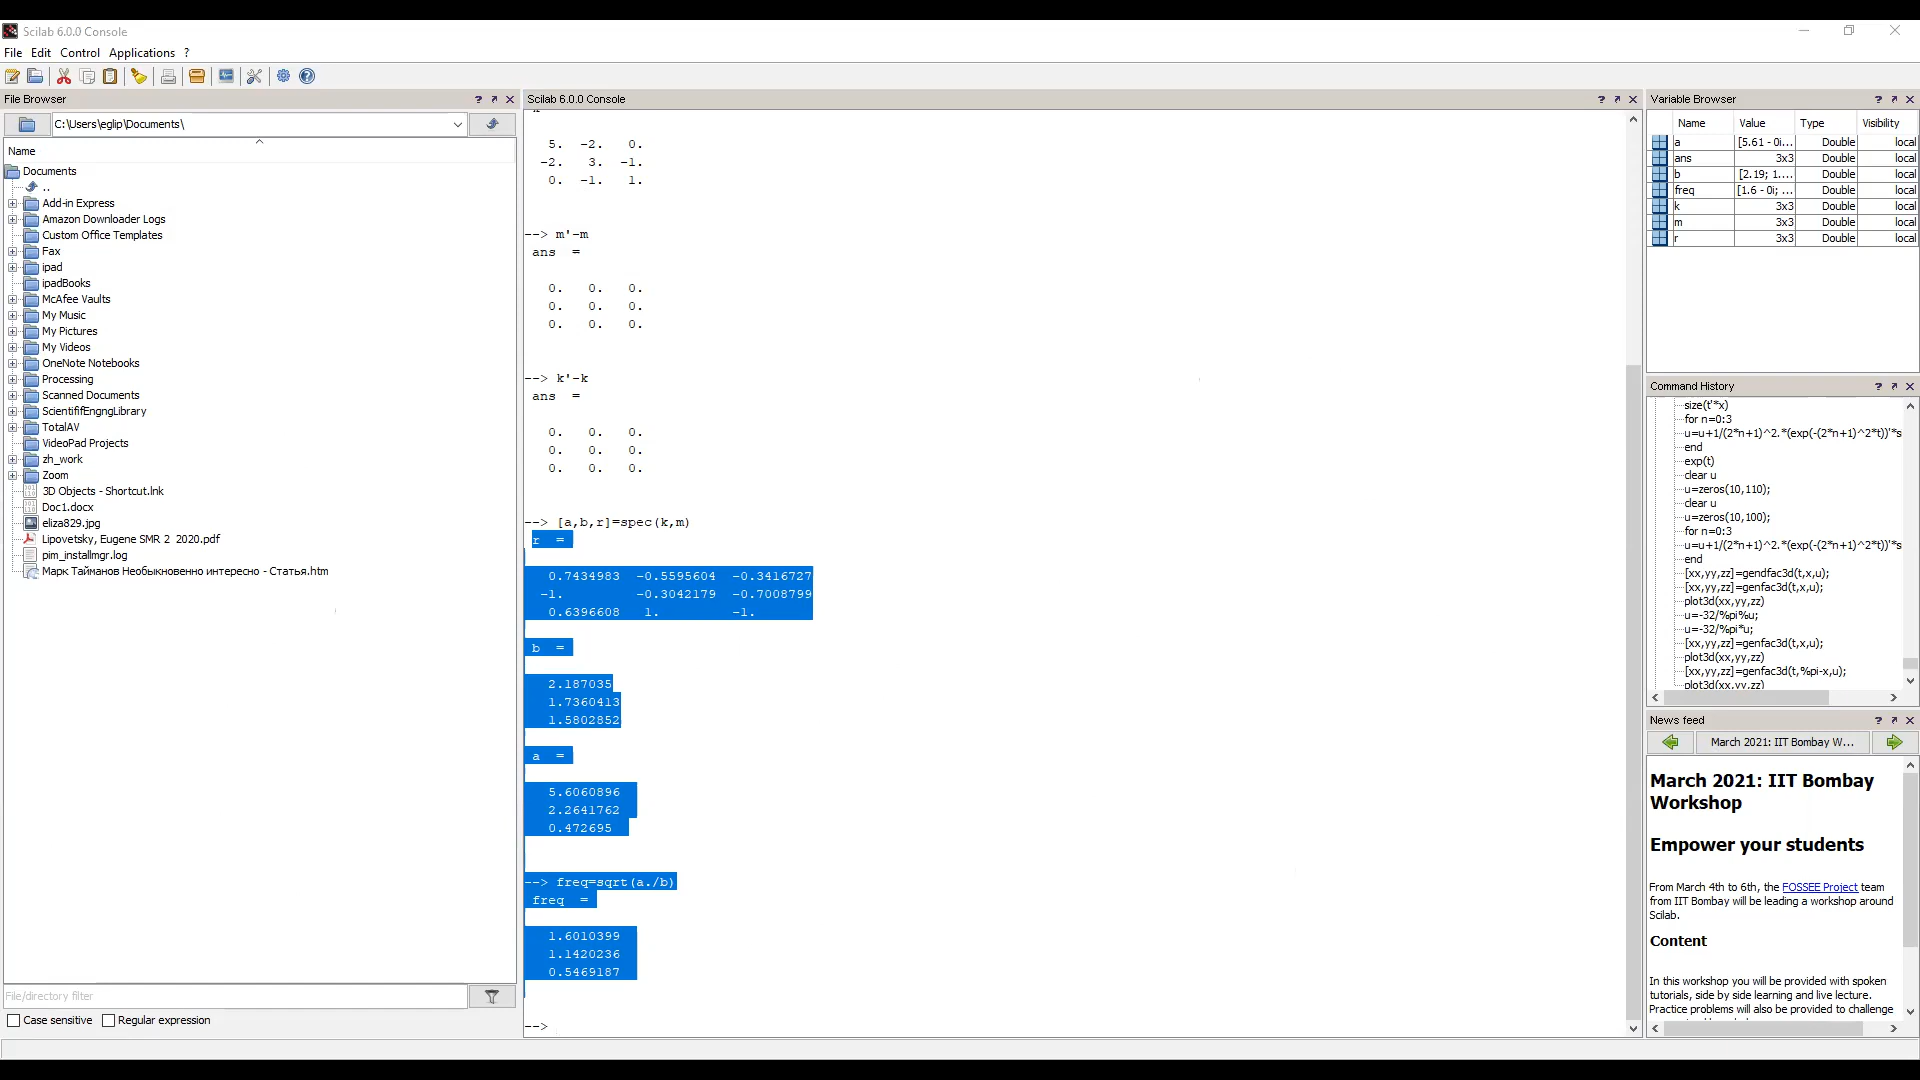 Scilab 6.0.0 Console
File Edit Control Applications ?
File Browser
C:\Users\eglip\Documents\
Name
Documents
..
Add-in Express
Amazon Downloader Logs
Custom Office Templates
Fax
ipad
ipadBooks
McAfee Vaults
My Music
My Pictures
My Videos
OneNote Notebooks
Processing
Scanned Documents
ScientififEngngLibrary
TotalAV
VideoPad Projects
zh_work
Zoom
3D Objects - Shortcut.lnk
Doc1.docx
eliza829.jpg
Lipovetsky, Eugene SMR 2 2020.pdf
pim_installmgr.log
Марк Тайманов Необыкновенно интересно - Статья.htm
File/directory filter
Case sensitive Regular expression
Scilab 6.0.0 Console
5. -2. 0.
-2. 3. -1.
0. -1. 1.
--> m'-m
ans =
0. 0. 0.
0. 0. 0.
0. 0. 0.
--> k'-k
ans =
0. 0. 0.
0. 0. 0.
0. 0. 0.
--> [a,b,r]=spec(k,m)
r =
0.7434983 -0.5595604 -0.3416727
-1. -0.3042179 -0.7008799
0.6396608 1. -1.
b =
2.187035
1.7360413
1.5802852
a =
5.6060896
2.2641762
0.472695
--> freq=sqrt(a./b)
freq =
1.6010399
1.1420236
0.5469187
-->
Variable Browser
Name Value Type Visibility
a [5.61 - 0i... Double local
ans 3x3 Double local
b [2.19; 1.... Double local
freq [1.6 - 0i; ... Double local
k 3x3 Double local
m 3x3 Double local
r 3x3 Double local
Command History
size(t'*x)
for n=0:3
u=u+1/(2*n+1)^2.*(exp(-(2*n+1)^2*t))'*s
end
exp(t)
clear u
u=zeros(10,110);
clear u
u=zeros(10,100);
for n=0:3
u=u+1/(2*n+1)^2.*(exp(-(2*n+1)^2*t))'*s
end
[xx,yy,zz]=gendfac3d(t,x,u);
[xx,yy,zz]=genfac3d(t,x,u);
plot3d(xx,yy,zz)
u=-32/%pi%u;
u=-32/%pi*u;
[xx,yy,zz]=genfac3d(t,x,u);
plot3d(xx,yy,zz)
[xx,yy,zz]=genfac3d(t,%pi-x,u);
plot3d(xx,yy,zz)
News feed
March 2021: IIT Bombay W...
March 2021: IIT Bombay
Workshop
Empower your students
From March 4th to 6th, the FOSSEE Project team
from IIT Bombay will be leading a workshop around
Scilab.
Content
In this workshop you will be provided with spoken
tutorials, side by side learning and live lecture.
Practice problems will also be provided to challenge